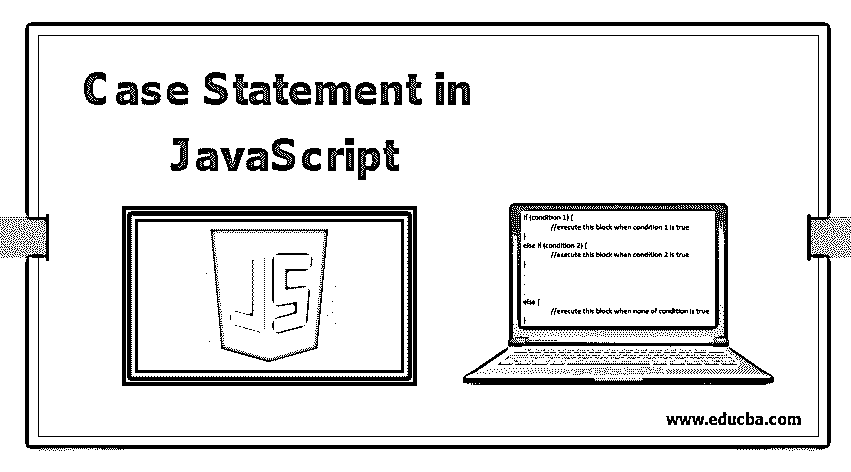 Case Statement in
JavaScript
JS
if (condition 1) {
//execute this block when condition 1 is true
}
else if (condition 2) {
//execute this block when condition 2 is true
}
.
.
.
else {
//execute this block when none of condition is true
}
www.educba.com